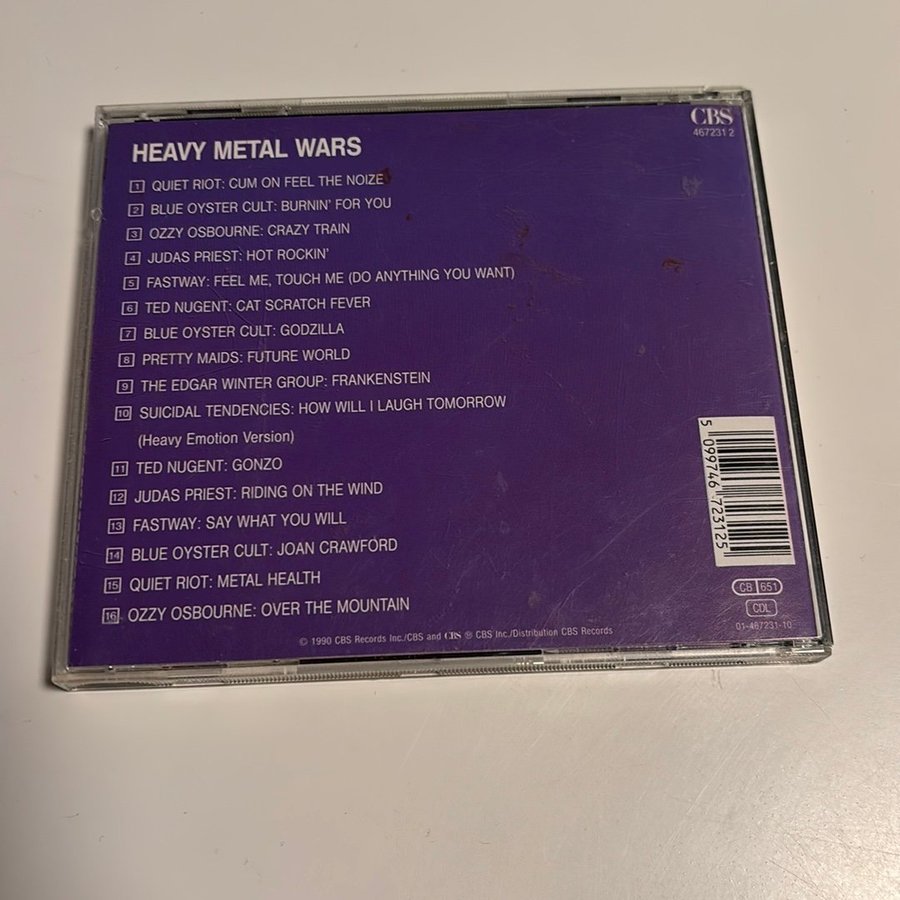 CBS
467231 2
HEAVY METAL WARS
1 QUIET RIOT: CUM ON FEEL THE NOIZE
2 BLUE OYSTER CULT: BURNIN' FOR YOU
3 OZZY OSBOURNE: CRAZY TRAIN
4 JUDAS PRIEST: HOT ROCKIN'
5 FASTWAY: FEEL ME, TOUCH ME (DO ANYTHING YOU WANT)
6 TED NUGENT: CAT SCRATCH FEVER
7 BLUE OYSTER CULT: GODZILLA
8 PRETTY MAIDS: FUTURE WORLD
9 THE EDGAR WINTER GROUP: FRANKENSTEIN
10 SUICIDAL TENDENCIES: HOW WILL I LAUGH TOMORROW
(Heavy Emotion Version)
11 TED NUGENT: GONZO
12 JUDAS PRIEST: RIDING ON THE WIND
13 FASTWAY: SAY WHAT YOU WILL
14 BLUE OYSTER CULT: JOAN CRAWFORD
15 QUIET RIOT: METAL HEALTH
16 OZZY OSBOURNE: OVER THE MOUNTAIN
5 099746 723125
CB 651
CDL
01-467231-10
© 1990 CBS Records Inc./CBS and CBS ℗ CBS Inc./Distribution CBS Records